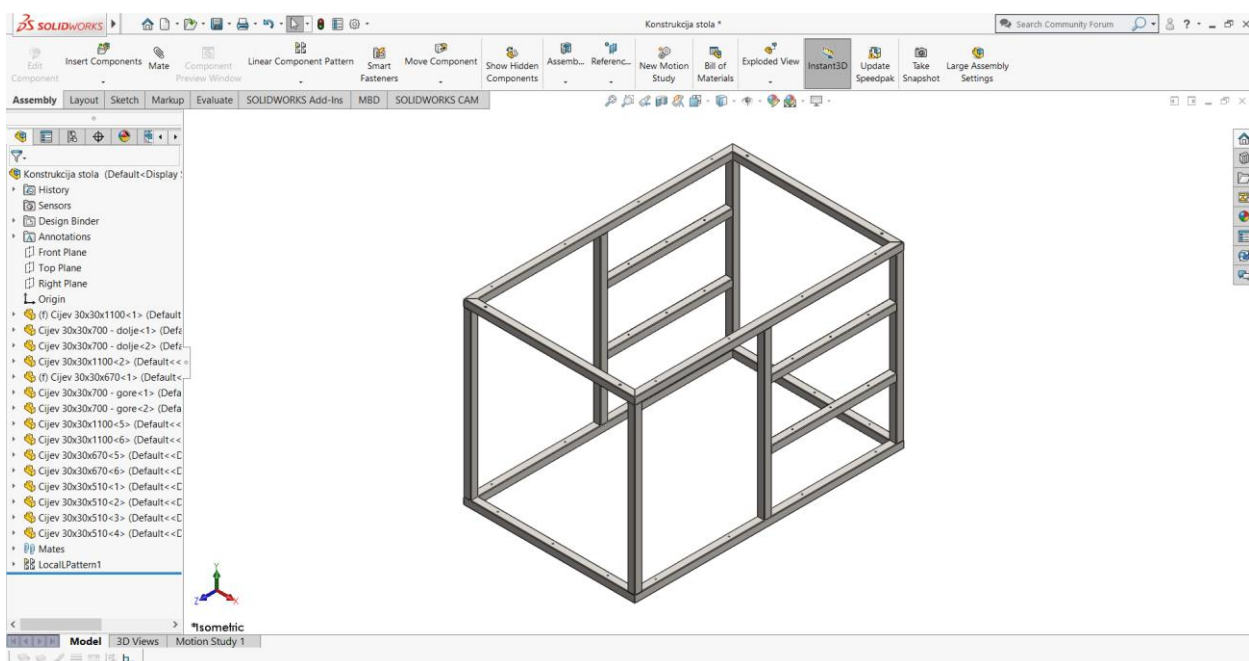 SOLIDWORKS
Konstrukcija stola *
Search Community Forum
Edit Component
Insert Components
Mate
Component Preview Window
Linear Component Pattern
Smart Fasteners
Move Component
Show Hidden Components
Assemb...
Referenc...
New Motion Study
Bill of Materials
Exploded View
Instant3D
Update Speedpak
Take Snapshot
Large Assembly Settings
Assembly Layout Sketch Markup Evaluate SOLIDWORKS Add-Ins MBD SOLIDWORKS CAM
Konstrukcija stola (Default<Display
History
Sensors
Design Binder
Annotations
Front Plane
Top Plane
Right Plane
Origin
(f) Cijev 30x30x1100<1> (Default
Cijev 30x30x700 - dolje<1> (Defa
Cijev 30x30x700 - dolje<2> (Defa
Cijev 30x30x1100<2> (Default<<
(f) Cijev 30x30x670<1> (Default<
Cijev 30x30x700 - gore<1> (Defa
Cijev 30x30x700 - gore<2> (Defa
Cijev 30x30x1100<5> (Default<<
Cijev 30x30x1100<6> (Default<<
Cijev 30x30x670<5> (Default<<D
Cijev 30x30x670<6> (Default<<D
Cijev 30x30x510<1> (Default<<D
Cijev 30x30x510<2> (Default<<D
Cijev 30x30x510<3> (Default<<D
Cijev 30x30x510<4> (Default<<D
Mates
LocalLPattern1
Y
Z X
*Isometric
Model 3D Views Motion Study 1